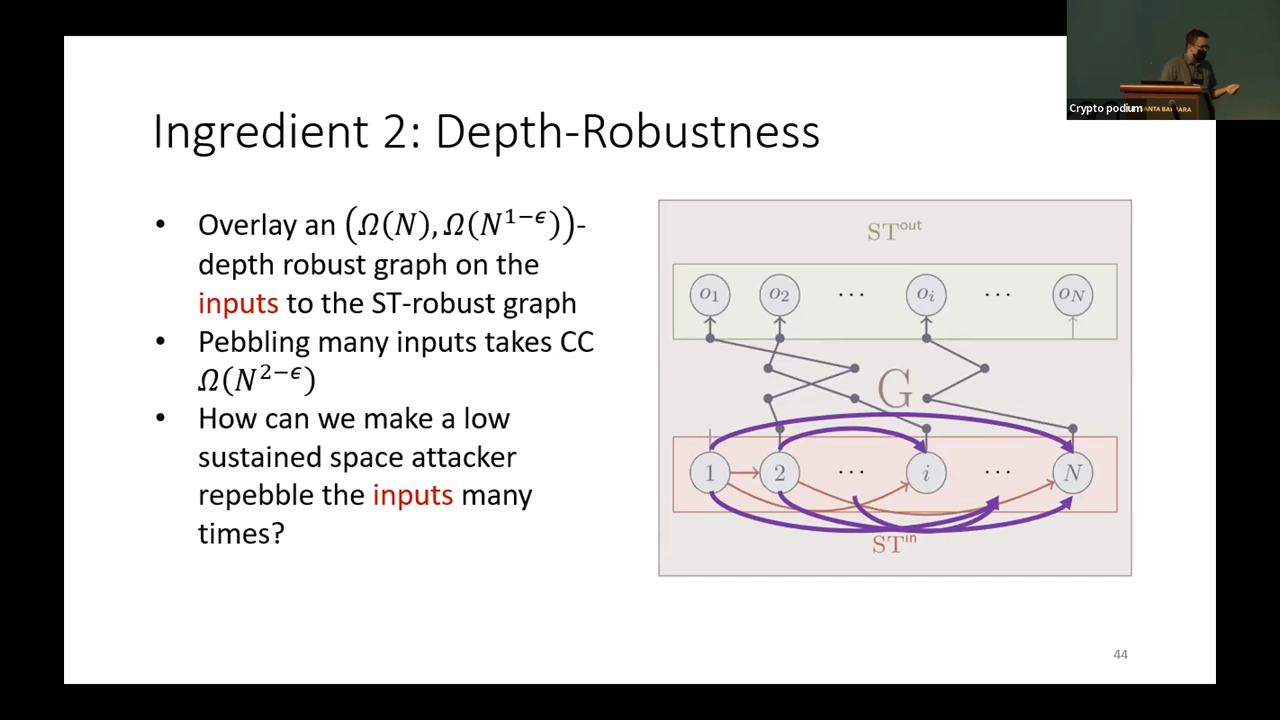 Crypto podium
ANTA BARBARA
Ingredient 2: Depth-Robustness
• Overlay an (Ω(N), Ω(N^{1−ϵ}))-
depth robust graph on the
inputs to the ST-robust graph
• Pebbling many inputs takes CC
Ω(N^{2−ϵ})
• How can we make a low
sustained space attacker
repebble the inputs many
times?
ST^{out}
o_1 o_2 ··· o_i ··· o_N
G
1 2 ··· i ··· N
ST^{in}
44